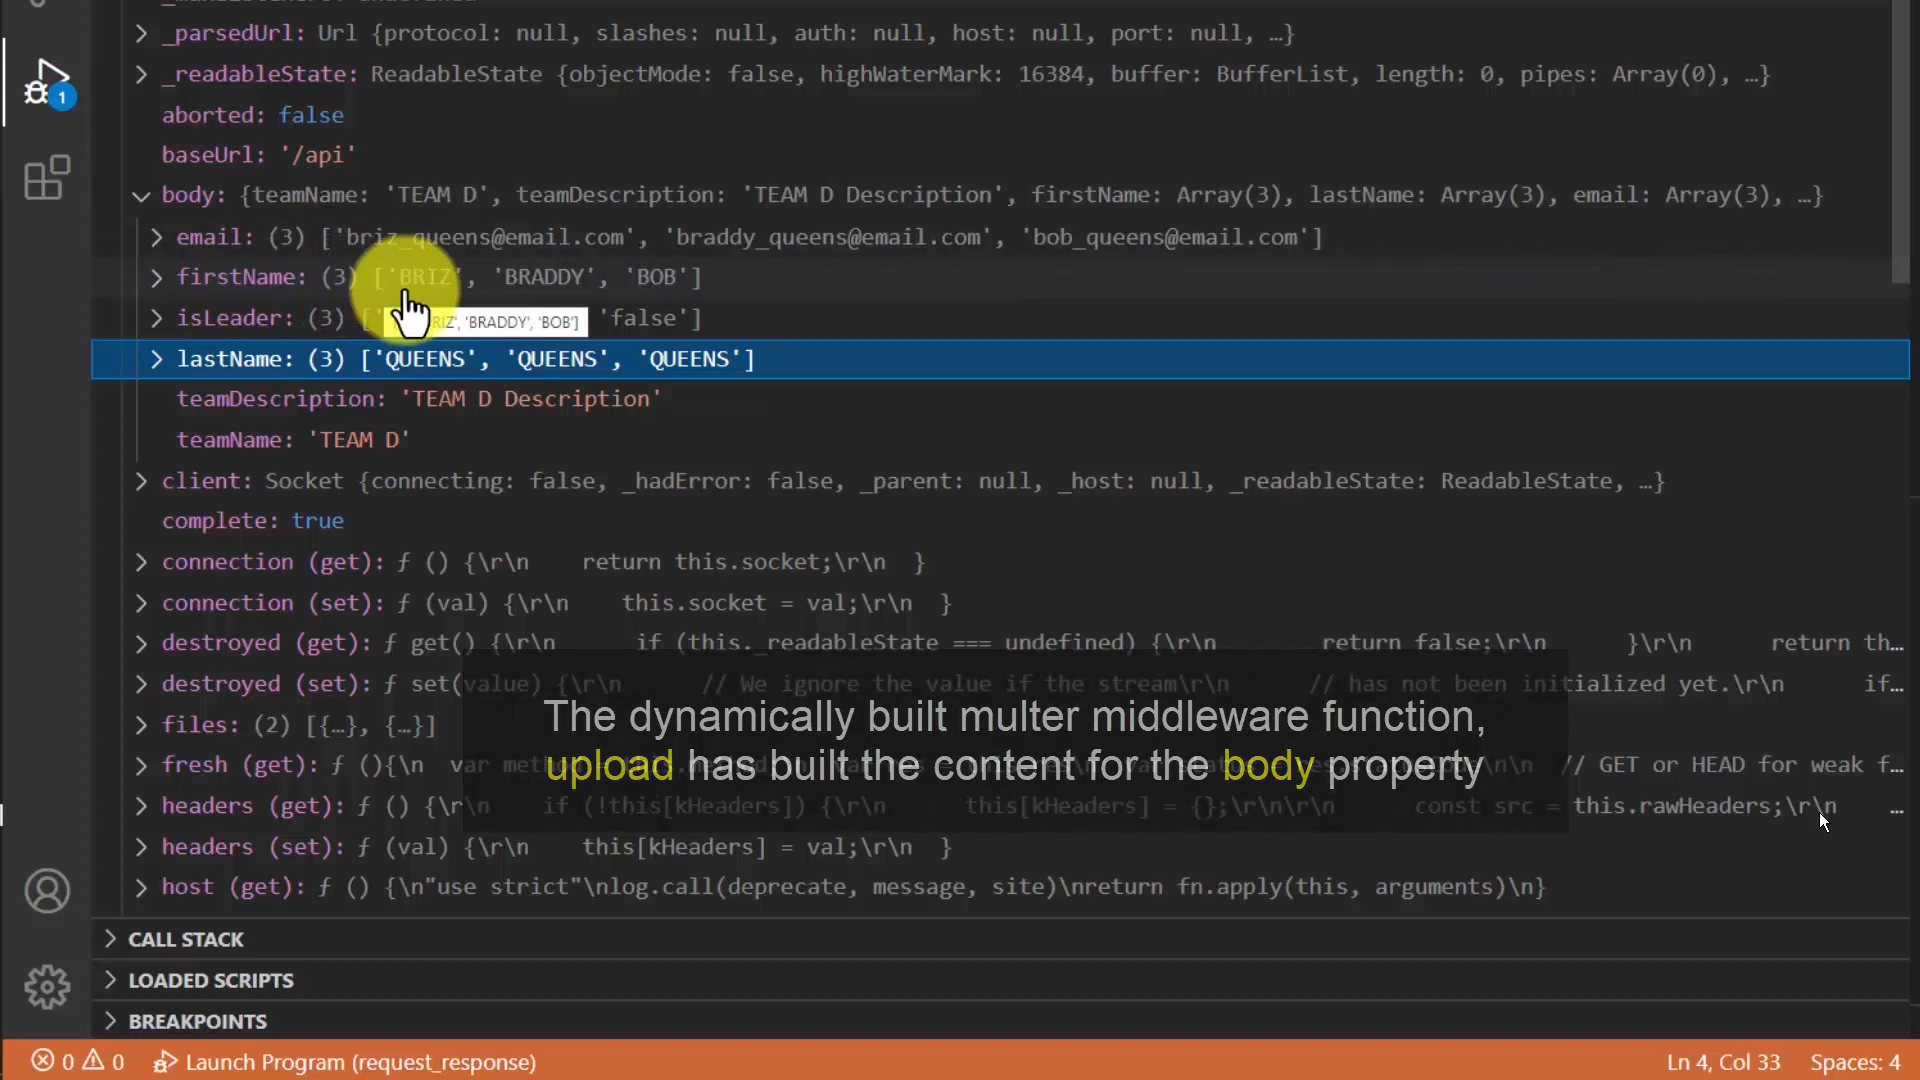 _parsedUrl: Url {protocol: null, slashes: null, auth: null, host: null, port: null, …}
_readableState: ReadableState {objectMode: false, highWaterMark: 16384, buffer: BufferList, length: 0, pipes: Array(0), …}
1
aborted: false
baseUrl: '/api'
body: {teamName: 'TEAM D', teamDescription: 'TEAM D Description', firstName: Array(3), lastName: Array(3), email: Array(3), …}
email: (3) ['briz_queens@email.com', 'braddy_queens@email.com', 'bob_queens@email.com']
firstName: (3) ['BRIZ', 'BRADDY', 'BOB']
isLeader: (3) [' 'false']
'BRADDY', 'BOB']
lastName: (3) ['QUEENS', 'QUEENS', 'QUEENS']
teamDescription: 'TEAM D Description'
teamName: 'TEAM D'
client: Socket {connecting: false, _hadError: false, _parent: null, _host: null, _readableState: ReadableState, …}
complete: true
connection (get): ƒ () {\r\n    return this.socket;\r\n  }
connection (set): ƒ (val) {\r\n    this.socket = val;\r\n  }
destroyed (get): ƒ get() {\r\n      if (this._readableState === undefined) {\r\n        return false;\r\n      }\r\n      return th…
destroyed (set): ƒ set(value) {\r\n      // We ignore the value if the stream\r\n      // has not been initialized yet.\r\n      if…
files: (2) [{…}, {…}]
The dynamically built multer middleware function,
upload has built the content for the body property
fresh (get): ƒ (){\n  var \n  // GET or HEAD for weak f…
headers (get): ƒ () {\r\n    if (!this[kHeaders]) {\r\n      this[kHeaders] = {};\r\n\r\n      const src = this.rawHeaders;\r\n      …
headers (set): ƒ (val) {\r\n    this[kHeaders] = val;\r\n  }
host (get): ƒ () {\n"use strict"\nlog.call(deprecate, message, site)\nreturn fn.apply(this, arguments)\n}
CALL STACK
LOADED SCRIPTS
BREAKPOINTS
0 0 Launch Program (request_response) Ln 4, Col 33 Spaces: 4